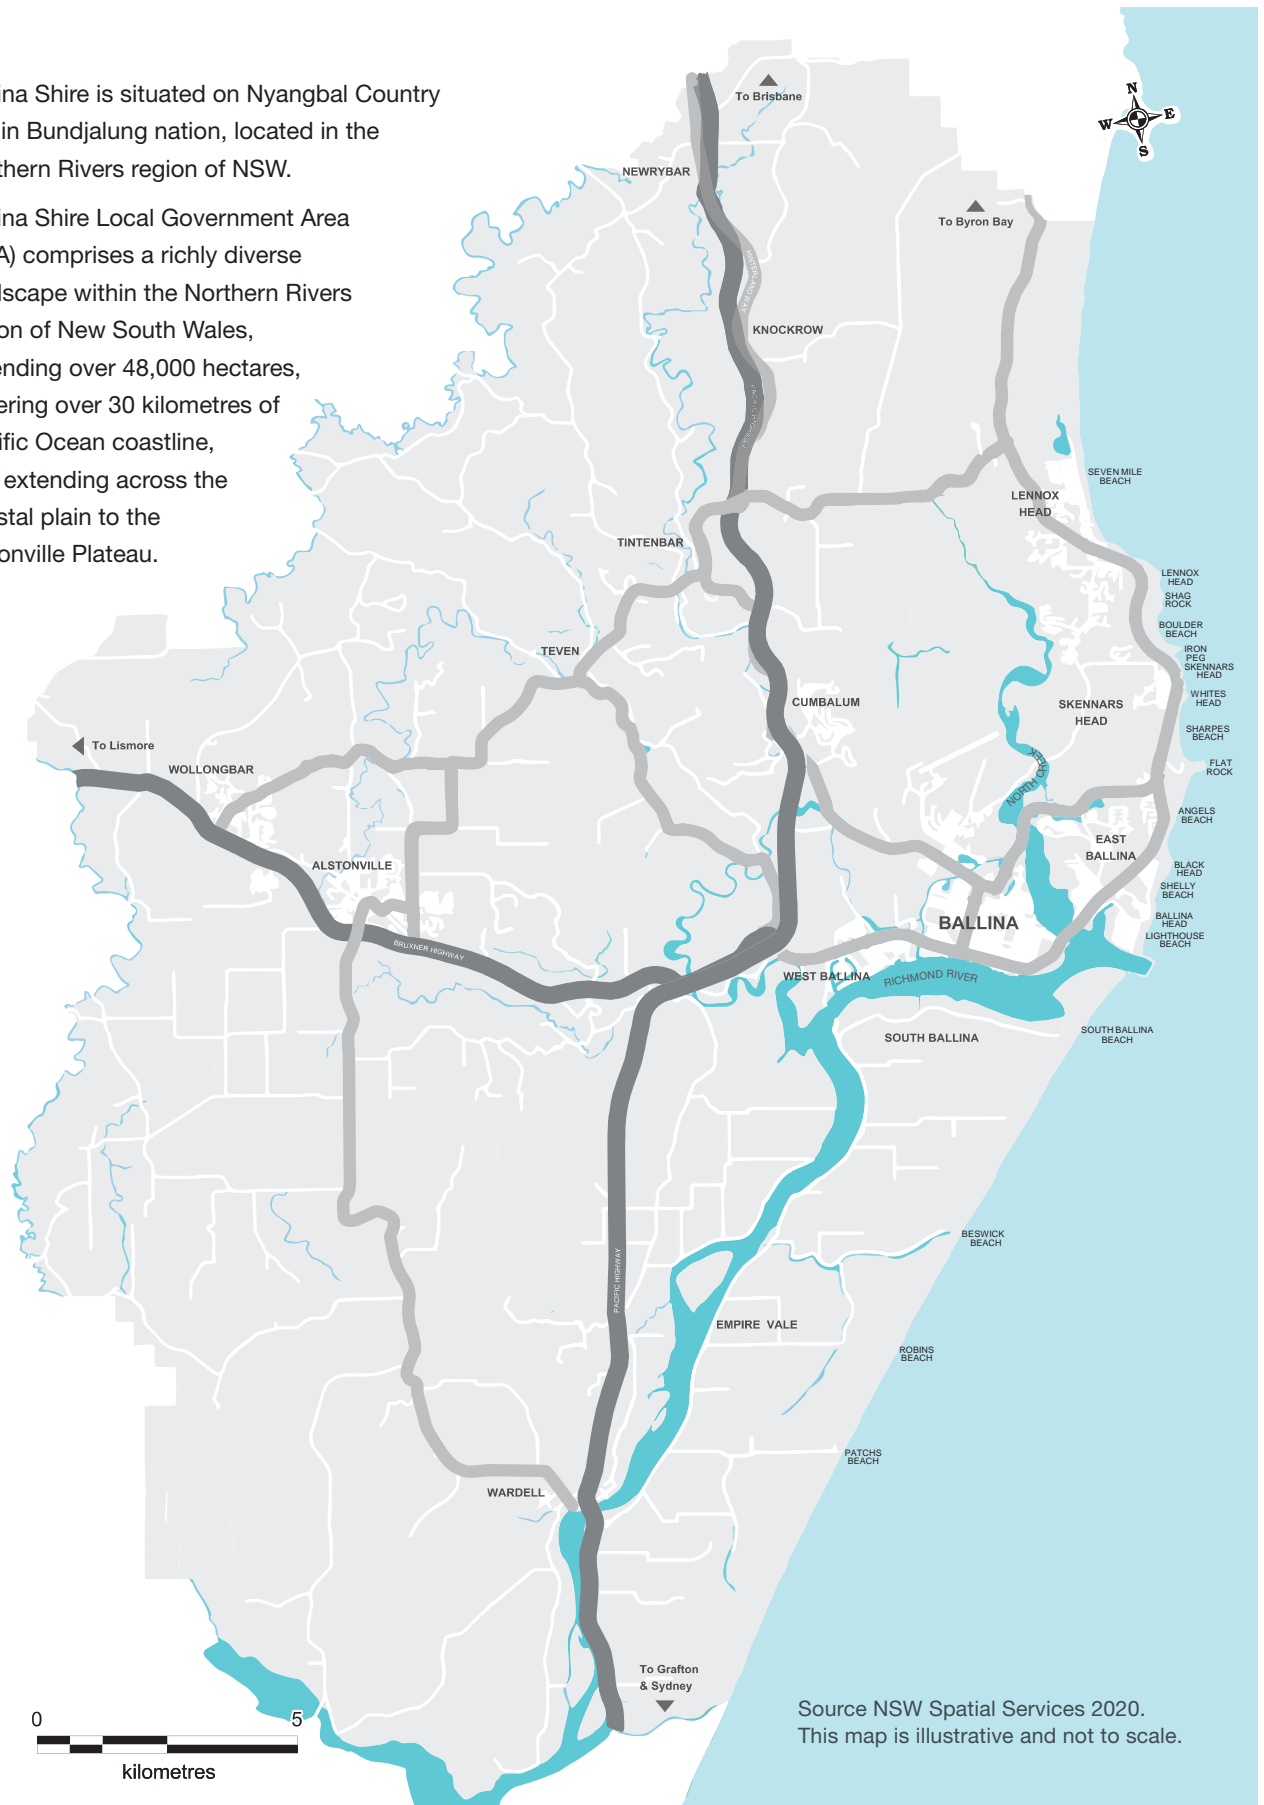 ina Shire is situated on Nyangbal Country
in Bundjalung nation, located in the
thern Rivers region of NSW.
ina Shire Local Government Area
A) comprises a richly diverse
dscape within the Northern Rivers
ion of New South Wales,
ending over 48,000 hectares,
ering over 30 kilometres of
ific Ocean coastline,
extending across the
stal plain to the
onville Plateau.
To Brisbane
N
W
E
S
NEWRYBAR
To Byron Bay
HINTERLAND WAY
KNOCKROW
PACIFIC HIGHWAY
SEVEN MILE
BEACH
LENNOX
HEAD
TINTENBAR
LENNOX
HEAD
SHAG
ROCK
BOULDER
BEACH
TEVEN
IRON
PEG
SKENNARS
HEAD
WHITES
HEAD
CUMBALUM
SKENNARS
HEAD
SHARPES
BEACH
To Lismore
WOLLONGBAR
FLAT
ROCK
NORTH CREEK
ANGELS
BEACH
EAST
BALLINA
ALSTONVILLE
BLACK
HEAD
SHELLY
BEACH
BALLINA
BALLINA
HEAD
LIGHTHOUSE
BEACH
BRUXNER HIGHWAY
WEST BALLINA
RICHMOND RIVER
SOUTH BALLINA
SOUTH BALLINA
BEACH
BESWICK
BEACH
PACIFIC HIGHWAY
EMPIRE VALE
ROBINS
BEACH
PATCHS
BEACH
WARDELL
To Grafton
& Sydney
0
5
kilometres
Source NSW Spatial Services 2020.
This map is illustrative and not to scale.